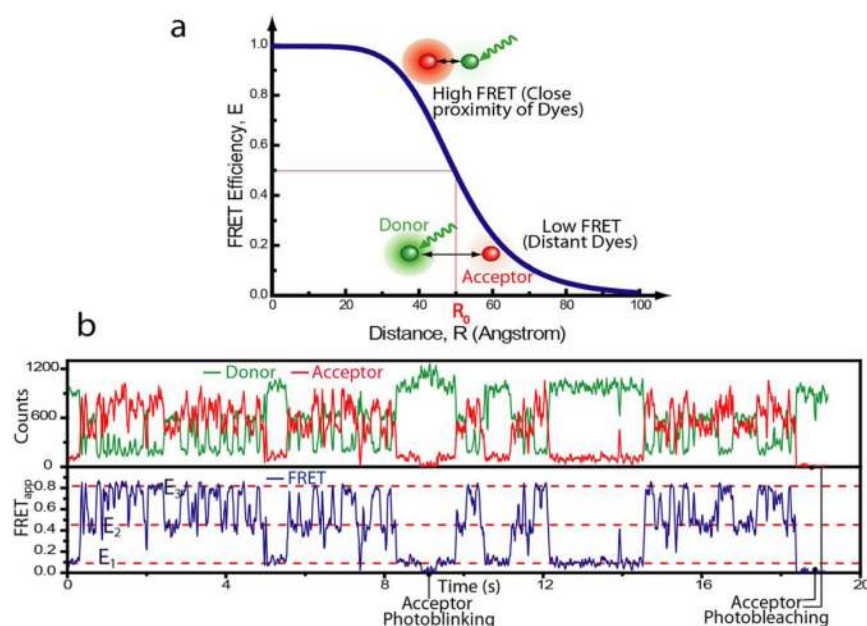 a
FRET Efficiency, E
1.0
0.8
0.6
0.4
0.2
0.0
High FRET (Close
proximity of Dyes)
Donor
Low FRET
(Distant Dyes)
Acceptor
0 20 40 60 80 100
R₀
Distance, R (Angstrom)
b
Counts
1200
600
0
Donor Acceptor
FRETapp
0.8
0.6
0.4
0.2
0.0
FRET
E₃
E₂
E₁
0 4 8 12 16 20
Time (s)
Acceptor
Photoblinking
Acceptor
Photobleaching